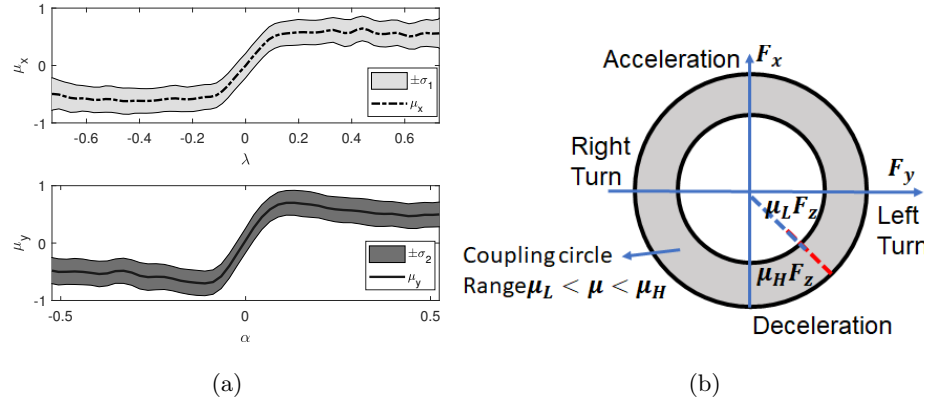 1
0
-1
μx
-0.6 -0.4 -0.2 0 0.2 0.4 0.6
λ
±σ1
μx
1
0
-1
μy
-0.5 0 0.5
α
±σ2
μy
(a)
Acceleration
Fx
Right
Turn
Fy
Left
Turn
μLFz
μHFz
Coupling circle
Range μL < μ < μH
Deceleration
(b)